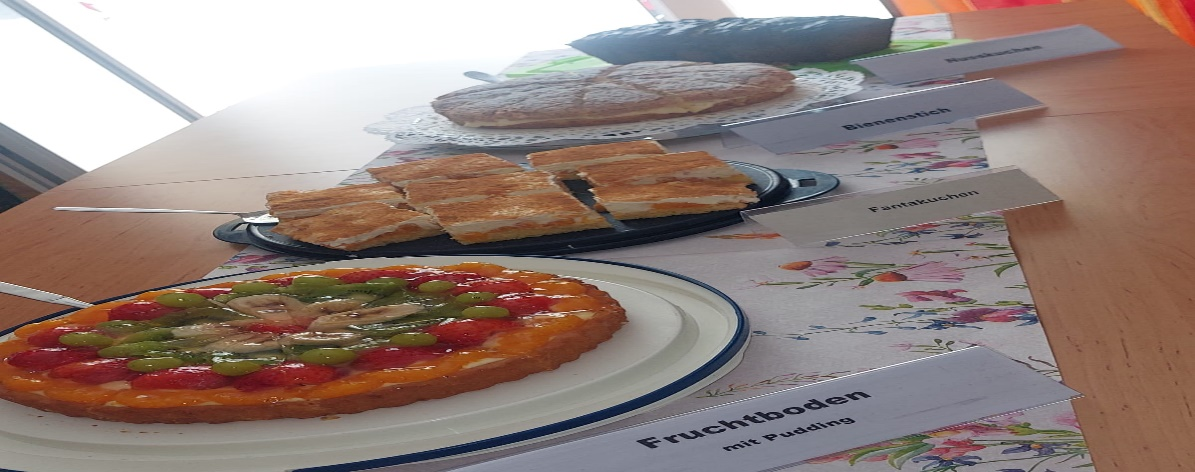 Nusskuchen
Bienenstich
Fantakuchen
Fruchtboden
mit Pudding